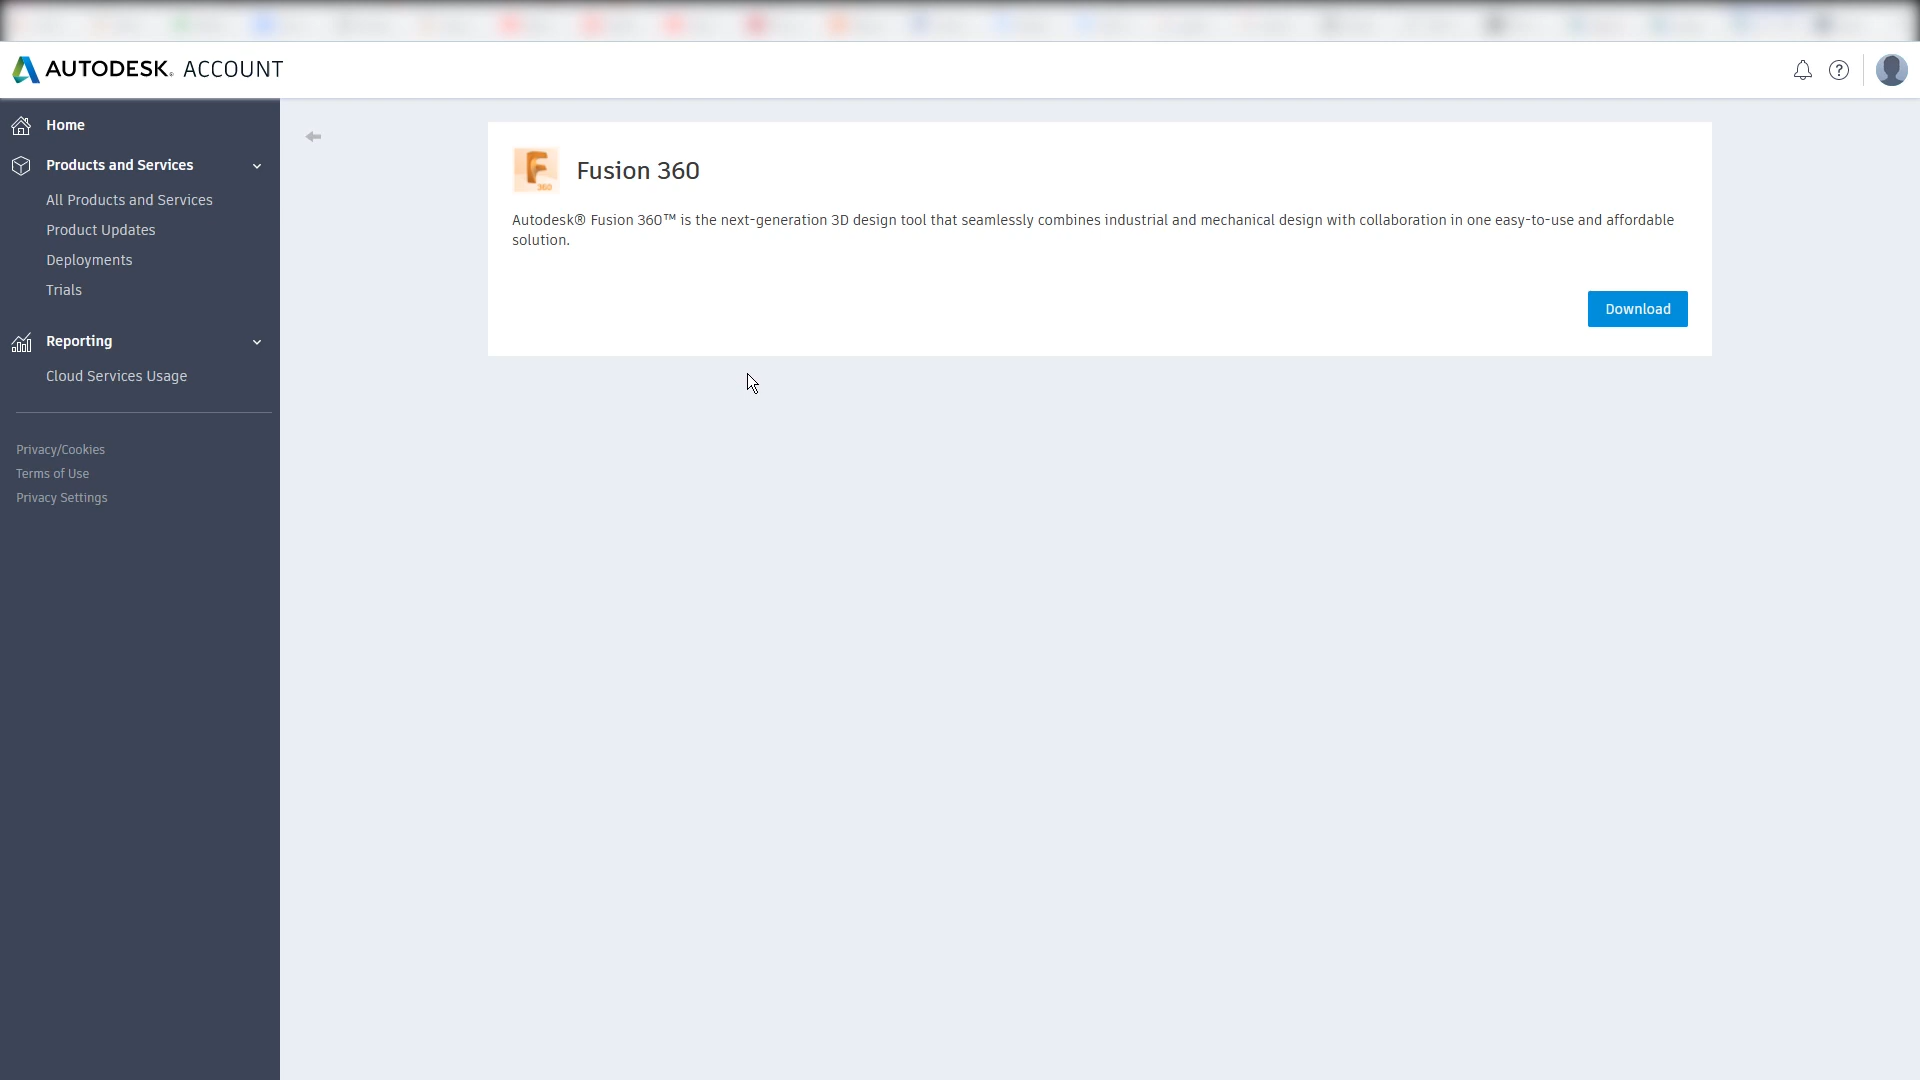 AUTODESK® ACCOUNT
Home
Products and Services
All Products and Services
Product Updates
Deployments
Trials
Reporting
Cloud Services Usage
Privacy/Cookies
Terms of Use
Privacy Settings
360
Fusion 360
Autodesk® Fusion 360™ is the next-generation 3D design tool that seamlessly combines industrial and mechanical design with collaboration in one easy-to-use and affordable
solution.
Download